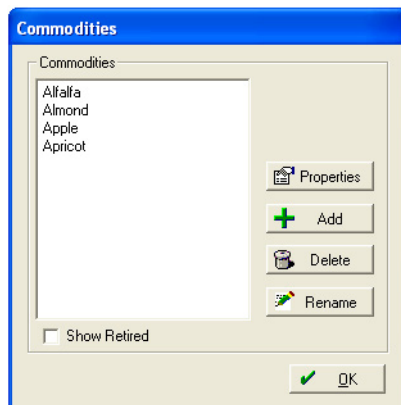 Commodities
Commodities
Alfalfa
Almond
Apple
Apricot
Properties
Add
Delete
Rename
Show Retired
OK